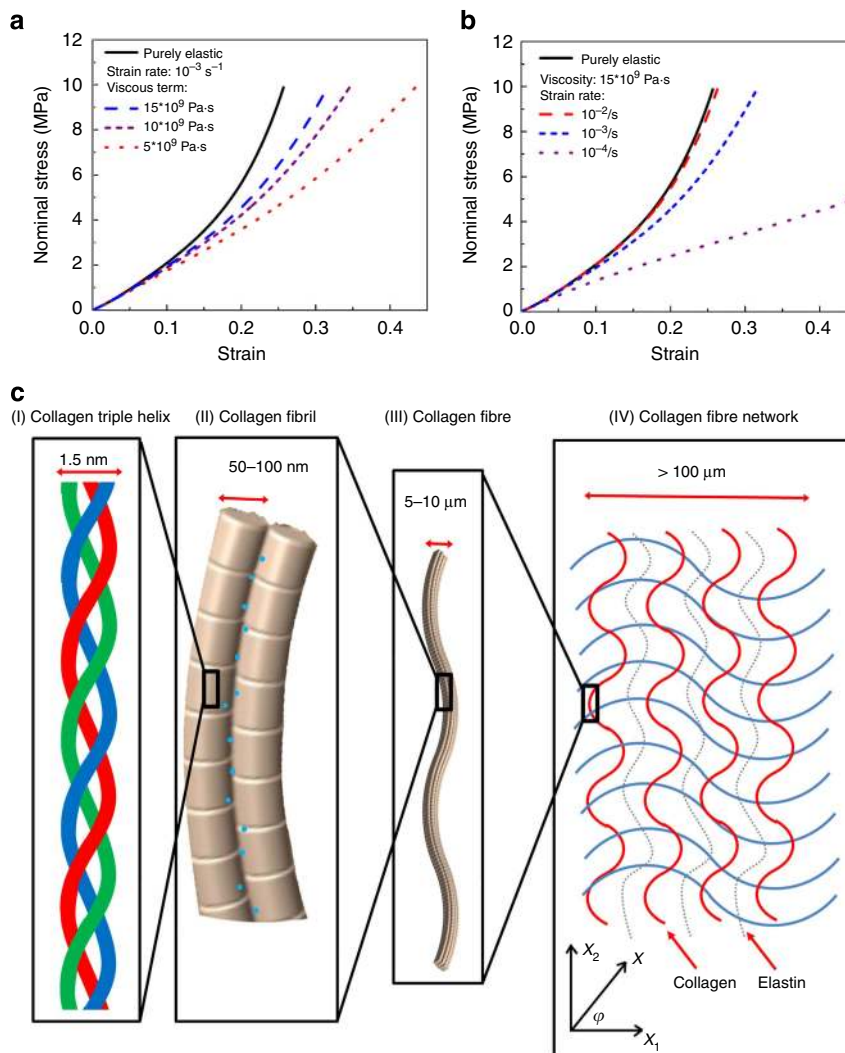 a
12
10
8
6
4
2
0
0.0 0.1 0.2 0.3 0.4
Nominal stress (MPa)
Strain
Purely elastic
Strain rate: 10⁻³ s⁻¹
Viscous term:
15*10⁹ Pa·s
10*10⁹ Pa·s
5*10⁹ Pa·s
b
12
10
8
6
4
2
0
0.0 0.1 0.2 0.3 0.4
Nominal stress (MPa)
Strain
Purely elastic
Viscosity: 15*10⁹ Pa·s
Strain rate:
10⁻²/s
10⁻³/s
10⁻⁴/s
c
(I) Collagen triple helix
(II) Collagen fibril
(III) Collagen fibre
(IV) Collagen fibre network
1.5 nm
50–100 nm
5–10 μm
> 100 μm
Collagen
Elastin
X₂
X
φ
X₁